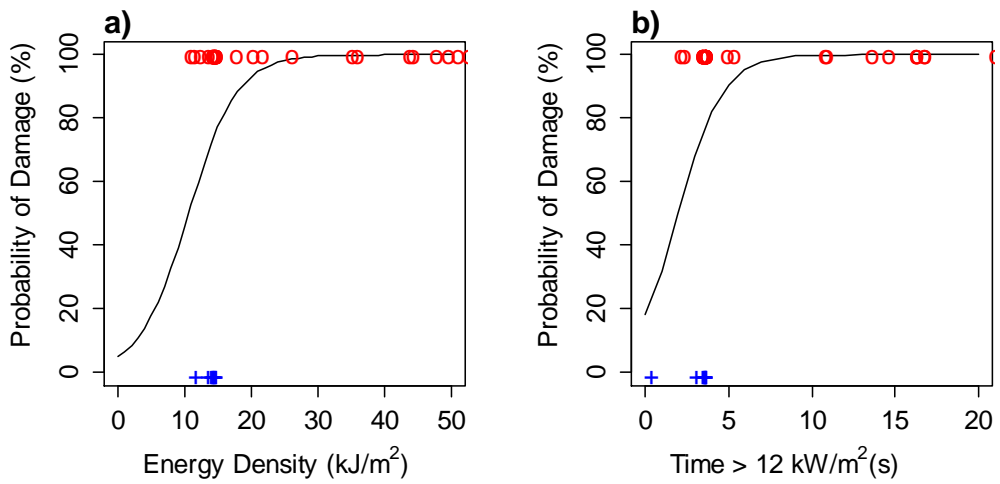 a)
Probability of Damage (%)
0 20 40 60 80 100
0 10 20 30 40 50
Energy Density (kJ/m²)
b)
Probability of Damage (%)
0 20 40 60 80 100
0 5 10 15 20
Time > 12 kW/m²(s)